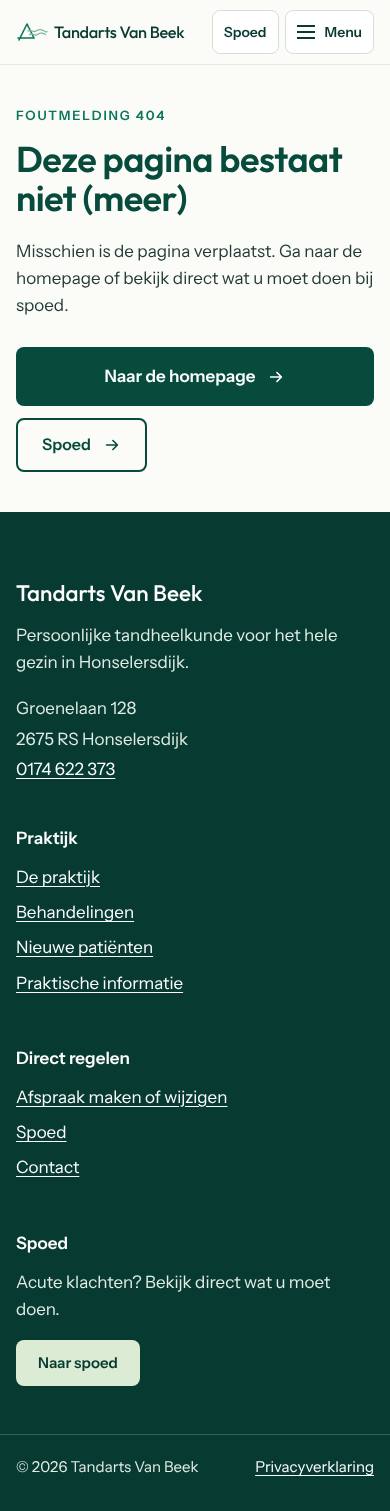 Tandarts Van Beek
Spoed
Menu
FOUTMELDING 404
Deze pagina bestaat
niet (meer)
Misschien is de pagina verplaatst. Ga naar de
homepage of bekijk direct wat u moet doen bij
spoed.
Naar de homepage →
Spoed →
Tandarts Van Beek
Persoonlijke tandheelkunde voor het hele
gezin in Honselersdijk.
Groenelaan 128
2675 RS Honselersdijk
0174 622 373
Praktijk
De praktijk
Behandelingen
Nieuwe patiënten
Praktische informatie
Direct regelen
Afspraak maken of wijzigen
Spoed
Contact
Spoed
Acute klachten? Bekijk direct wat u moet
doen.
Naar spoed
© 2026 Tandarts Van Beek
Privacyverklaring